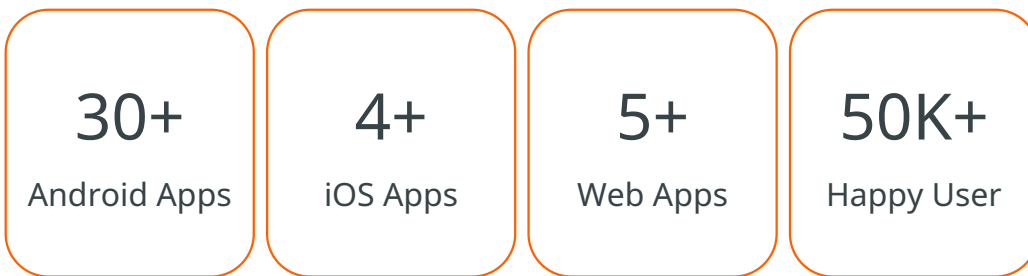 30+
Android Apps
4+
iOS Apps
5+
Web Apps
50K+
Happy User